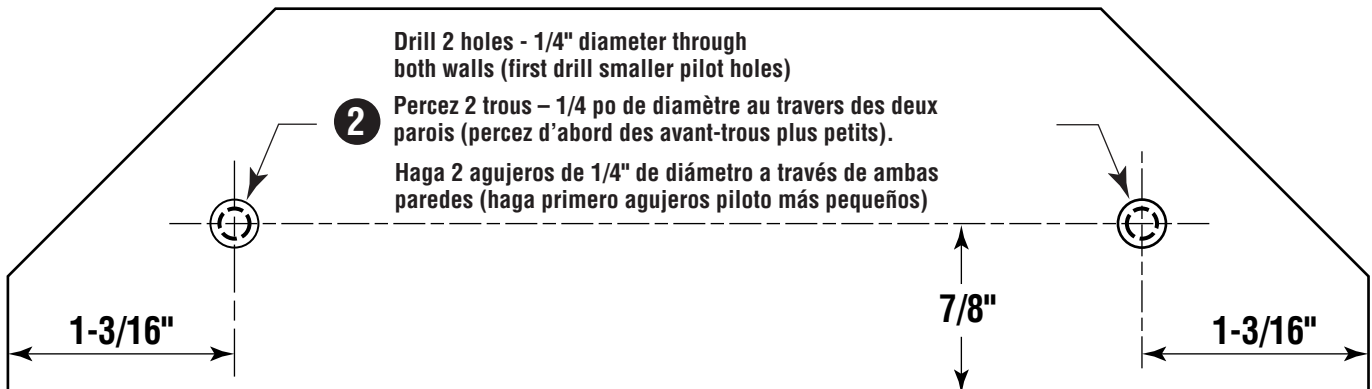 Drill 2 holes - 1/4" diameter through
both walls (first drill smaller pilot holes)
2
Percez 2 trous – 1/4 po de diamètre au travers des deux
parois (percez d’abord des avant-trous plus petits).
Haga 2 agujeros de 1/4" de diámetro a través de ambas
paredes (haga primero agujeros piloto más pequeños)
1-3/16"
7/8"
1-3/16"